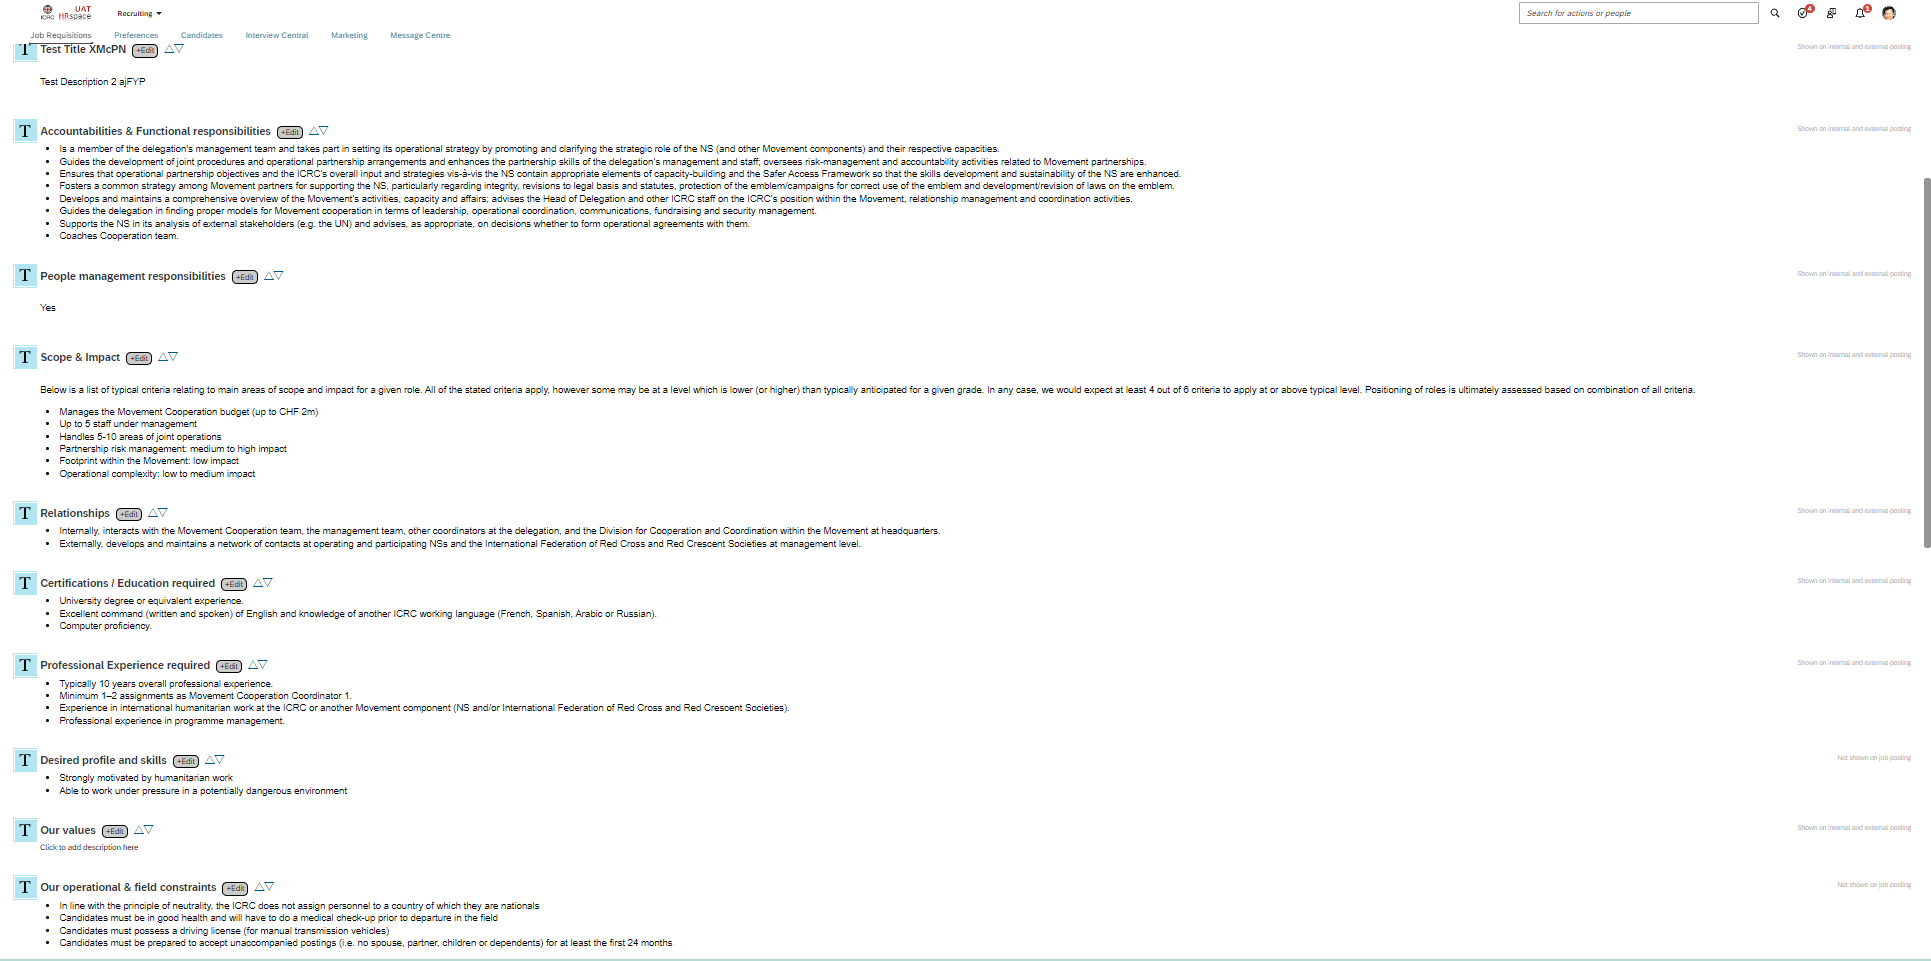 ICRC
UAT
HRspace
Recruiting
Search for actions or people
4
1
Job Requisitions
Preferences
Candidates
Interview Central
Marketing
Message Centre
T Test Title XMcPN +Edit
Shown on internal and external posting
Test Description 2 ajFYP
T Accountabilities & Functional responsibilities +Edit
Shown on internal and external posting
• Is a member of the delegation's management team and takes part in setting its operational strategy by promoting and clarifying the strategic role of the NS (and other Movement components) and their respective capacities.
• Guides the development of joint procedures and operational partnership arrangements and enhances the partnership skills of the delegation's management and staff; oversees risk-management and accountability activities related to Movement partnerships.
• Ensures that operational partnership objectives and the ICRC's overall input and strategies vis-à-vis the NS contain appropriate elements of capacity-building and the Safer Access Framework so that the skills development and sustainability of the NS are enhanced.
• Fosters a common strategy among Movement partners for supporting the NS, particularly regarding integrity, revisions to legal basis and statutes, protection of the emblem/campaigns for correct use of the emblem and development/revision of laws on the emblem.
• Develops and maintains a comprehensive overview of the Movement's activities, capacity and affairs; advises the Head of Delegation and other ICRC staff on the ICRC's position within the Movement, relationship management and coordination activities.
• Guides the delegation in finding proper models for Movement cooperation in terms of leadership, operational coordination, communications, fundraising and security management.
• Supports the NS in its analysis of external stakeholders (e.g. the UN) and advises, as appropriate, on decisions whether to form operational agreements with them.
• Coaches Cooperation team.
T People management responsibilities +Edit
Shown on internal and external posting
Yes
T Scope & Impact +Edit
Shown on internal and external posting
Below is a list of typical criteria relating to main areas of scope and impact for a given role. All of the stated criteria apply, however some may be at a level which is lower (or higher) than typically anticipated for a given grade. In any case, we would expect at least 4 out of 6 criteria to apply at or above typical level. Positioning of roles is ultimately assessed based on combination of all criteria.
• Manages the Movement Cooperation budget (up to CHF 2m)
• Up to 5 staff under management
• Handles 5-10 areas of joint operations
• Partnership risk management: medium to high impact
• Footprint within the Movement: low impact
• Operational complexity: low to medium impact
T Relationships +Edit
Shown on internal and external posting
• Internally, interacts with the Movement Cooperation team, the management team, other coordinators at the delegation, and the Division for Cooperation and Coordination within the Movement at headquarters.
• Externally, develops and maintains a network of contacts at operating and participating NSs and the International Federation of Red Cross and Red Crescent Societies at management level.
T Certifications / Education required +Edit
Shown on internal and external posting
• University degree or equivalent experience.
• Excellent command (written and spoken) of English and knowledge of another ICRC working language (French, Spanish, Arabic or Russian).
• Computer proficiency.
T Professional Experience required +Edit
Shown on internal and external posting
• Typically 10 years overall professional experience.
• Minimum 1–2 assignments as Movement Cooperation Coordinator 1.
• Experience in international humanitarian work at the ICRC or another Movement component (NS and/or International Federation of Red Cross and Red Crescent Societies).
• Professional experience in programme management.
T Desired profile and skills +Edit
Not shown on job posting
• Strongly motivated by humanitarian work
• Able to work under pressure in a potentially dangerous environment
T Our values +Edit
Shown on internal and external posting
Click to add description here
T Our operational & field constraints +Edit
Not shown on job posting
• In line with the principle of neutrality, the ICRC does not assign personnel to a country of which they are nationals
• Candidates must be in good health and will have to do a medical check-up prior to departure in the field
• Candidates must possess a driving license (for manual transmission vehicles)
• Candidates must be prepared to accept unaccompanied postings (i.e. no spouse, partner, children or dependents) for at least the first 24 months